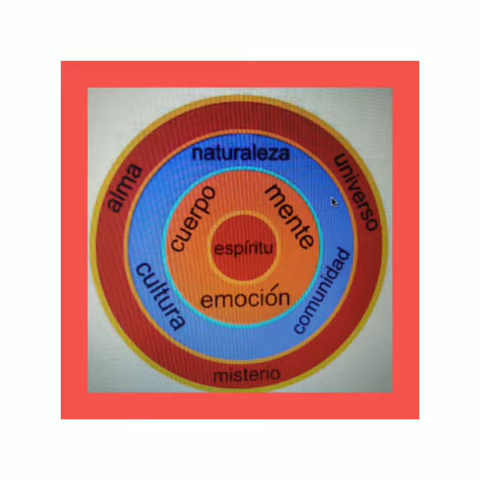 alma
universo
misterio
naturaleza
cultura
comunidad
cuerpo
mente
emoción
espíritu